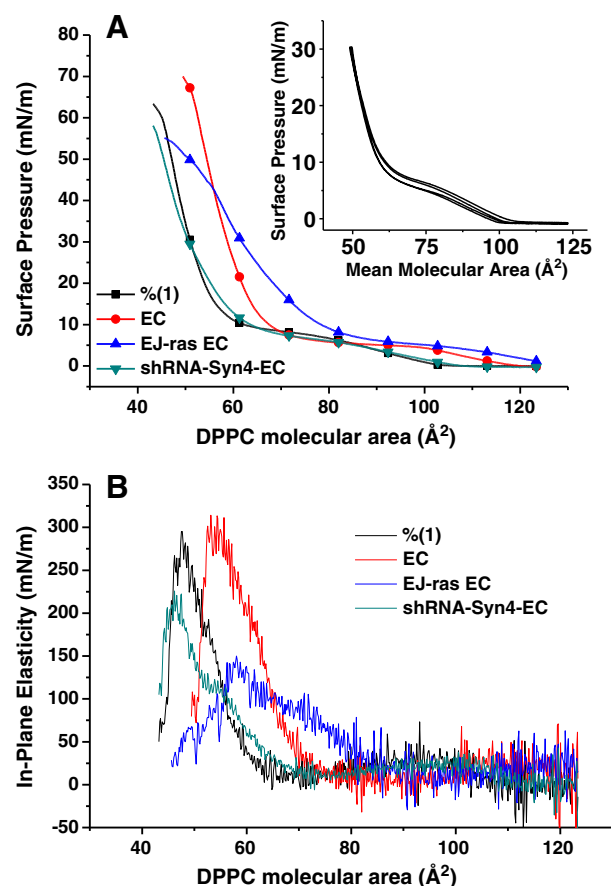 A
Surface Pressure (mN/m)
80
70
60
50
40
30
20
10
0
40
60
80
100
120
DPPC molecular area (Å²)
%(1)
EC
EJ-ras EC
shRNA-Syn4-EC
Surface Pressure (mN/m)
30
20
10
0
50
75
100
125
Mean Molecular Area (Å²)
B
In-Plane Elasticity (mN/m)
350
300
250
200
150
100
50
0
-50
40
60
80
100
120
DPPC molecular area (Å²)
%(1)
EC
EJ-ras EC
shRNA-Syn4-EC